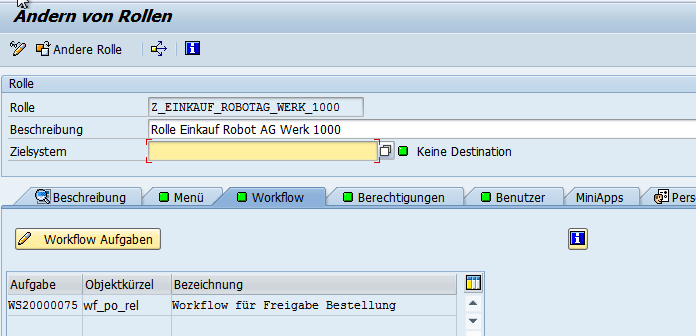 Ändern von Rollen
Andere Rolle
Rolle
Rolle Z_EINKAUF_ROBOTAG_WERK_1000
Beschreibung Rolle Einkauf Robot AG Werk 1000
Zielsystem Keine Destination
Beschreibung Menü Workflow Berechtigungen Benutzer MiniApps Pers
Workflow Aufgaben
Aufgabe Objektkürzel Bezeichnung
WS20000075 wf_po_rel Workflow für Freigabe Bestellung